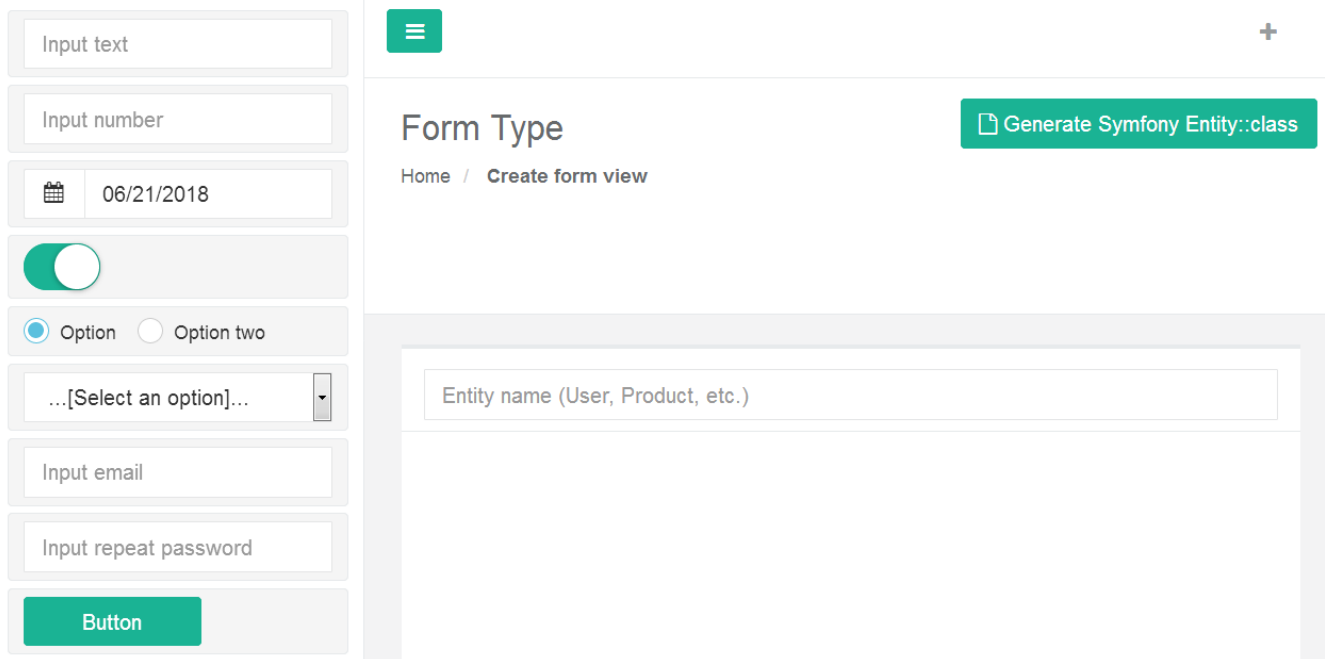 Input text
Input number
06/21/2018
Option Option two
...[Select an option]...
Input email
Input repeat password
Button
Form Type
Generate Symfony Entity::class
Home / Create form view
Entity name (User, Product, etc.)